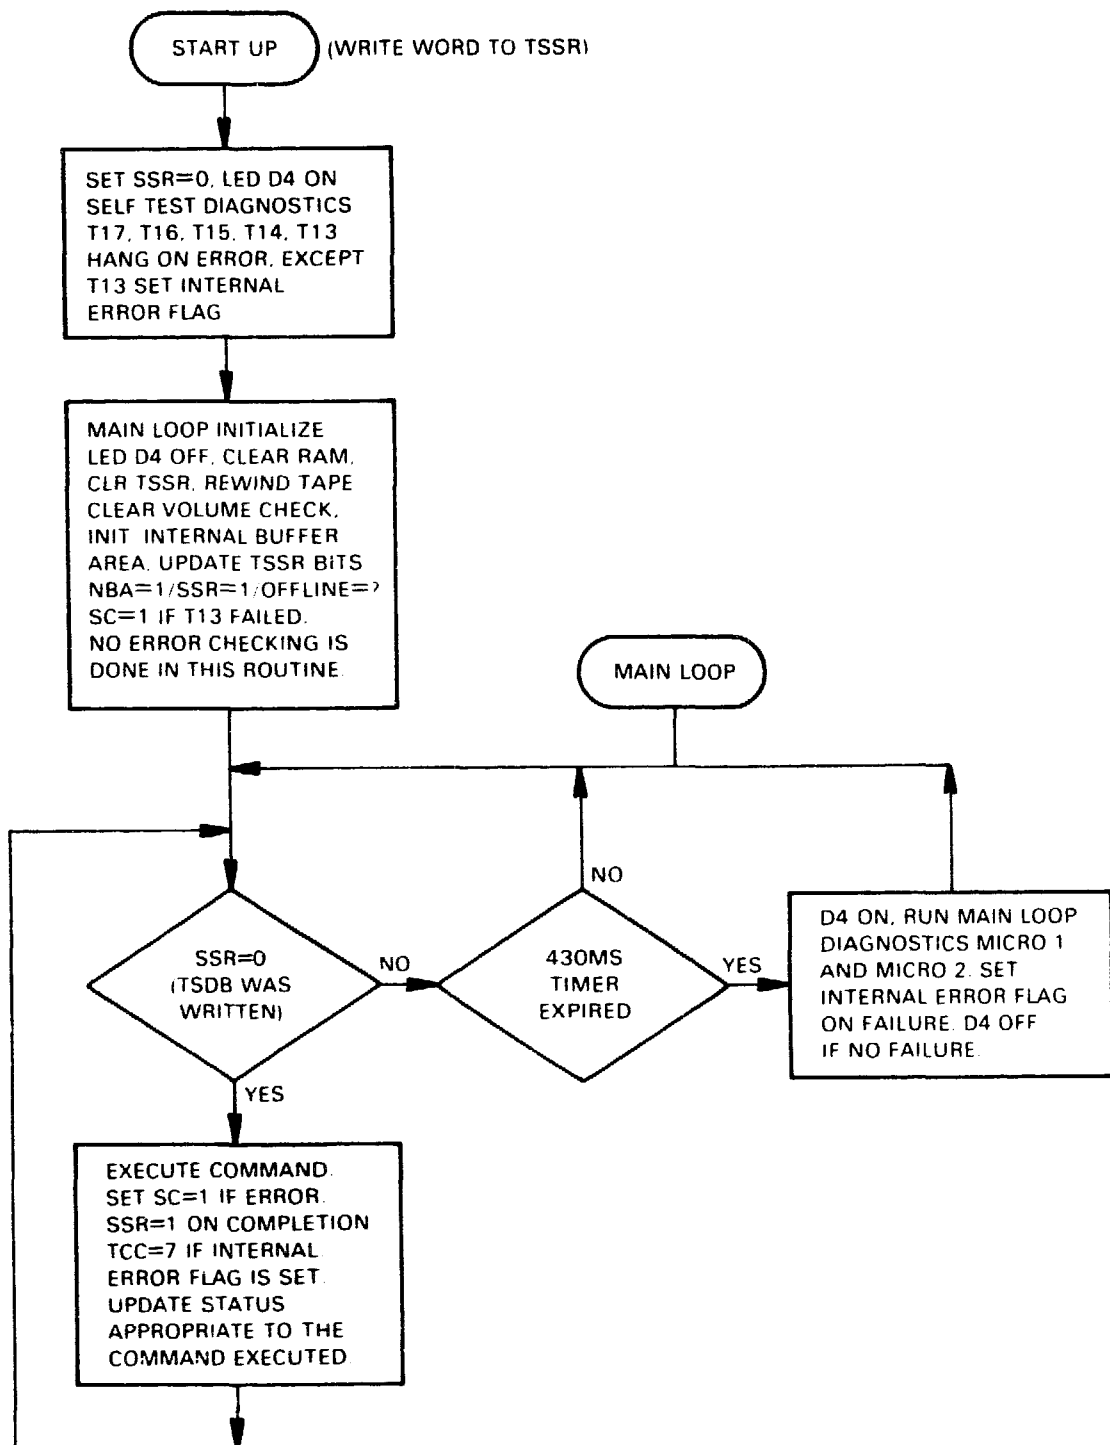 START UP
(WRITE WORD TO TSSR)
SET SSR=0, LED D4 ON
SELF TEST DIAGNOSTICS
T17, T16, T15, T14, T13
HANG ON ERROR, EXCEPT
T13 SET INTERNAL
ERROR FLAG
MAIN LOOP INITIALIZE
LED D4 OFF, CLEAR RAM,
CLR TSSR, REWIND TAPE
CLEAR VOLUME CHECK,
INIT INTERNAL BUFFER
AREA, UPDATE TSSR BITS
NBA=1/SSR=1/OFFLINE=?
SC=1 IF T13 FAILED.
NO ERROR CHECKING IS
DONE IN THIS ROUTINE.
MAIN LOOP
SSR=0
(TSDB WAS
WRITTEN)
NO
430MS
TIMER
EXPIRED
NO
YES
D4 ON, RUN MAIN LOOP
DIAGNOSTICS MICRO 1
AND MICRO 2. SET
INTERNAL ERROR FLAG
ON FAILURE. D4 OFF
IF NO FAILURE.
YES
EXECUTE COMMAND.
SET SC=1 IF ERROR.
SSR=1 ON COMPLETION
TCC=7 IF INTERNAL
ERROR FLAG IS SET.
UPDATE STATUS
APPROPRIATE TO THE
COMMAND EXECUTED